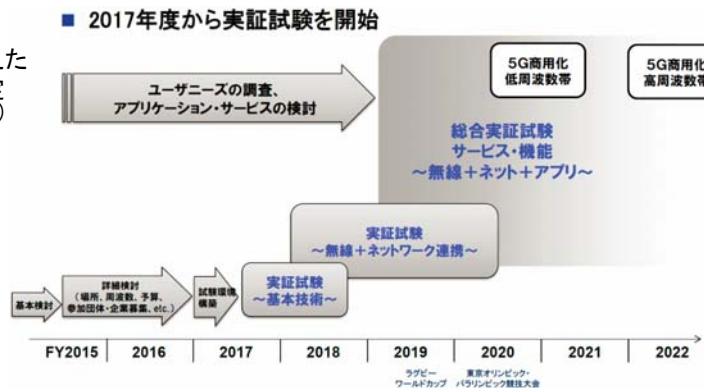 ■ 2017年度から実証試験を開始
た
)
5G商用化
低周波数帯
5G商用化
高周波数帯
ユーザニーズの調査、
アプリケーション・サービスの検討
総合実証試験
サービス・機能
～無線+ネット+アプリ～
実証試験
～無線+ネットワーク連携～
基本検討
詳細検討
(場所、周波数、予算、
参加団体・企業募集、etc.)
試験環境
構築
実証試験
～基本技術～
FY2015
2016
2017
2018
2019
2020
2021
2022
ラグビー
ワールドカップ
東京オリンピック・
パラリンピック競技大会